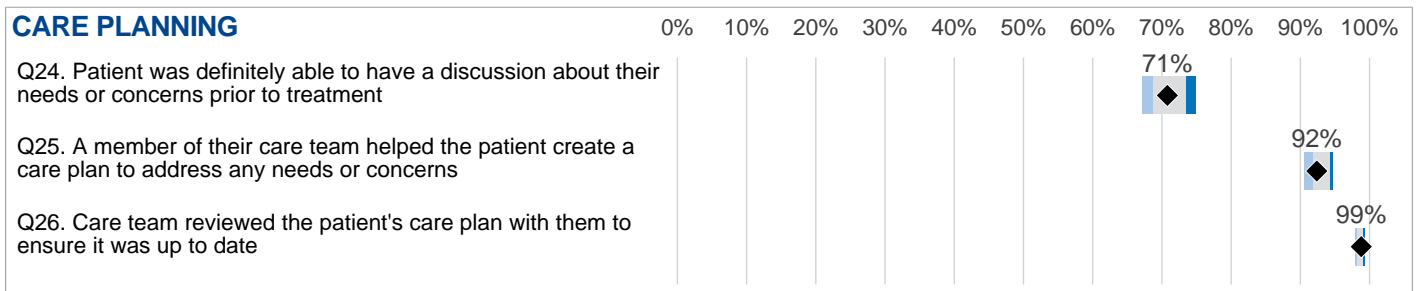 CARE PLANNING
0% 10% 20% 30% 40% 50% 60% 70% 80% 90% 100%
Q24. Patient was definitely able to have a discussion about their
needs or concerns prior to treatment
71%
Q25. A member of their care team helped the patient create a
care plan to address any needs or concerns
92%
Q26. Care team reviewed the patient's care plan with them to
ensure it was up to date
99%